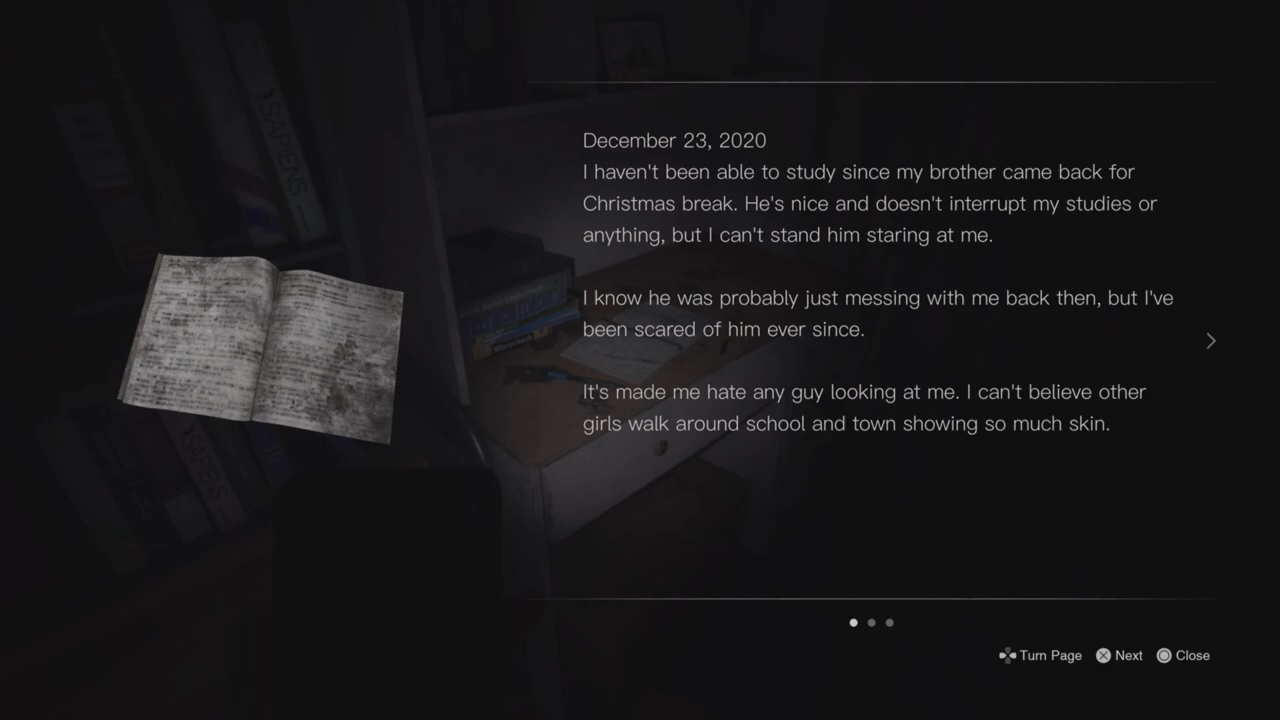 SAPIENS
December 23, 2020
I haven't been able to study since my brother came back for
Christmas break. He's nice and doesn't interrupt my studies or
anything, but I can't stand him staring at me.
I know he was probably just messing with me back then, but I've
been scared of him ever since.
It's made me hate any guy looking at me. I can't believe other
girls walk around school and town showing so much skin.
SAPIENS
Turn Page Next Close